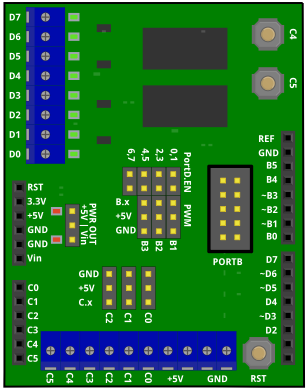 D7
D6
D5
D4
D3
D2
D1
D0
C4
C5
6,7
4,5
2,3
0,1
PortD.EN
B.x
+5V
GND
PWM
B3
B2
B1
RST
3.3V
+5V
GND
GND
Vin
+5V
Vin
PWR OUT
REF
GND
B5
B4
~B3
~B2
~B1
B0
PORTB
D7
~D6
~D5
D4
~D3
D2
C0
C1
C2
C3
C4
C5
GND
+5V
C.x
C2
C1
C0
C5
C4
C3
C2
C1
C0
+5V
GND
RST